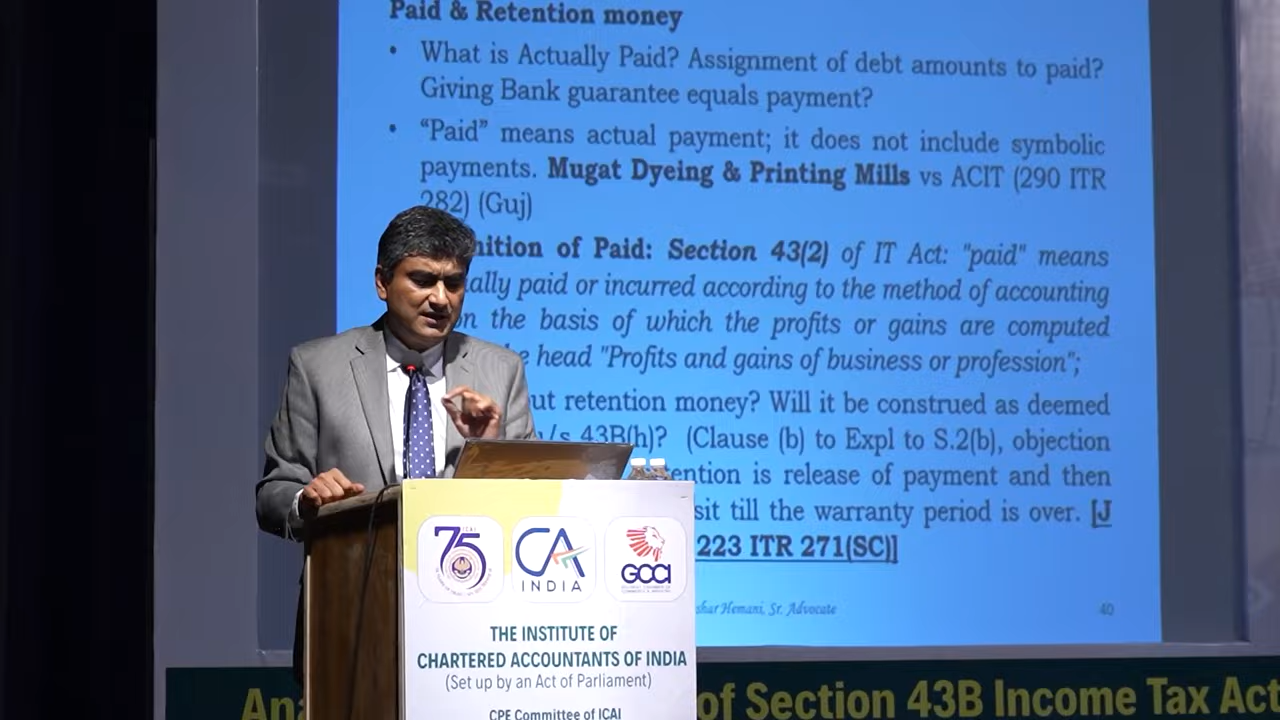 Paid & Retention money
• What is Actually Paid? Assignment of debt amounts to paid?
Giving Bank guarantee equals payment?
• “Paid” means actual payment; it does not include symbolic
payments. Mugat Dyeing & Printing Mills vs ACIT (290 ITR
282) (Guj)
nition of Paid: Section 43(2) of IT Act: "paid" means
ally paid or incurred according to the method of accounting
n the basis of which the profits or gains are computed
e head "Profits and gains of business or profession";
ut retention money? Will it be construed as deemed
u/s 43B(h)? (Clause (b) to Expl to S.2(b), objection
tention is release of payment and then
sit till the warranty period is over. [J
223 ITR 271(SC)]
shar Hemani, Sr. Advocate
40
ICAI
75
CA
INDIA
GCCI
THE INSTITUTE OF
CHARTERED ACCOUNTANTS OF INDIA
(Set up by an Act of Parliament)
CPE Committee of ICAI
Ana
of Section 43B Income Tax Act